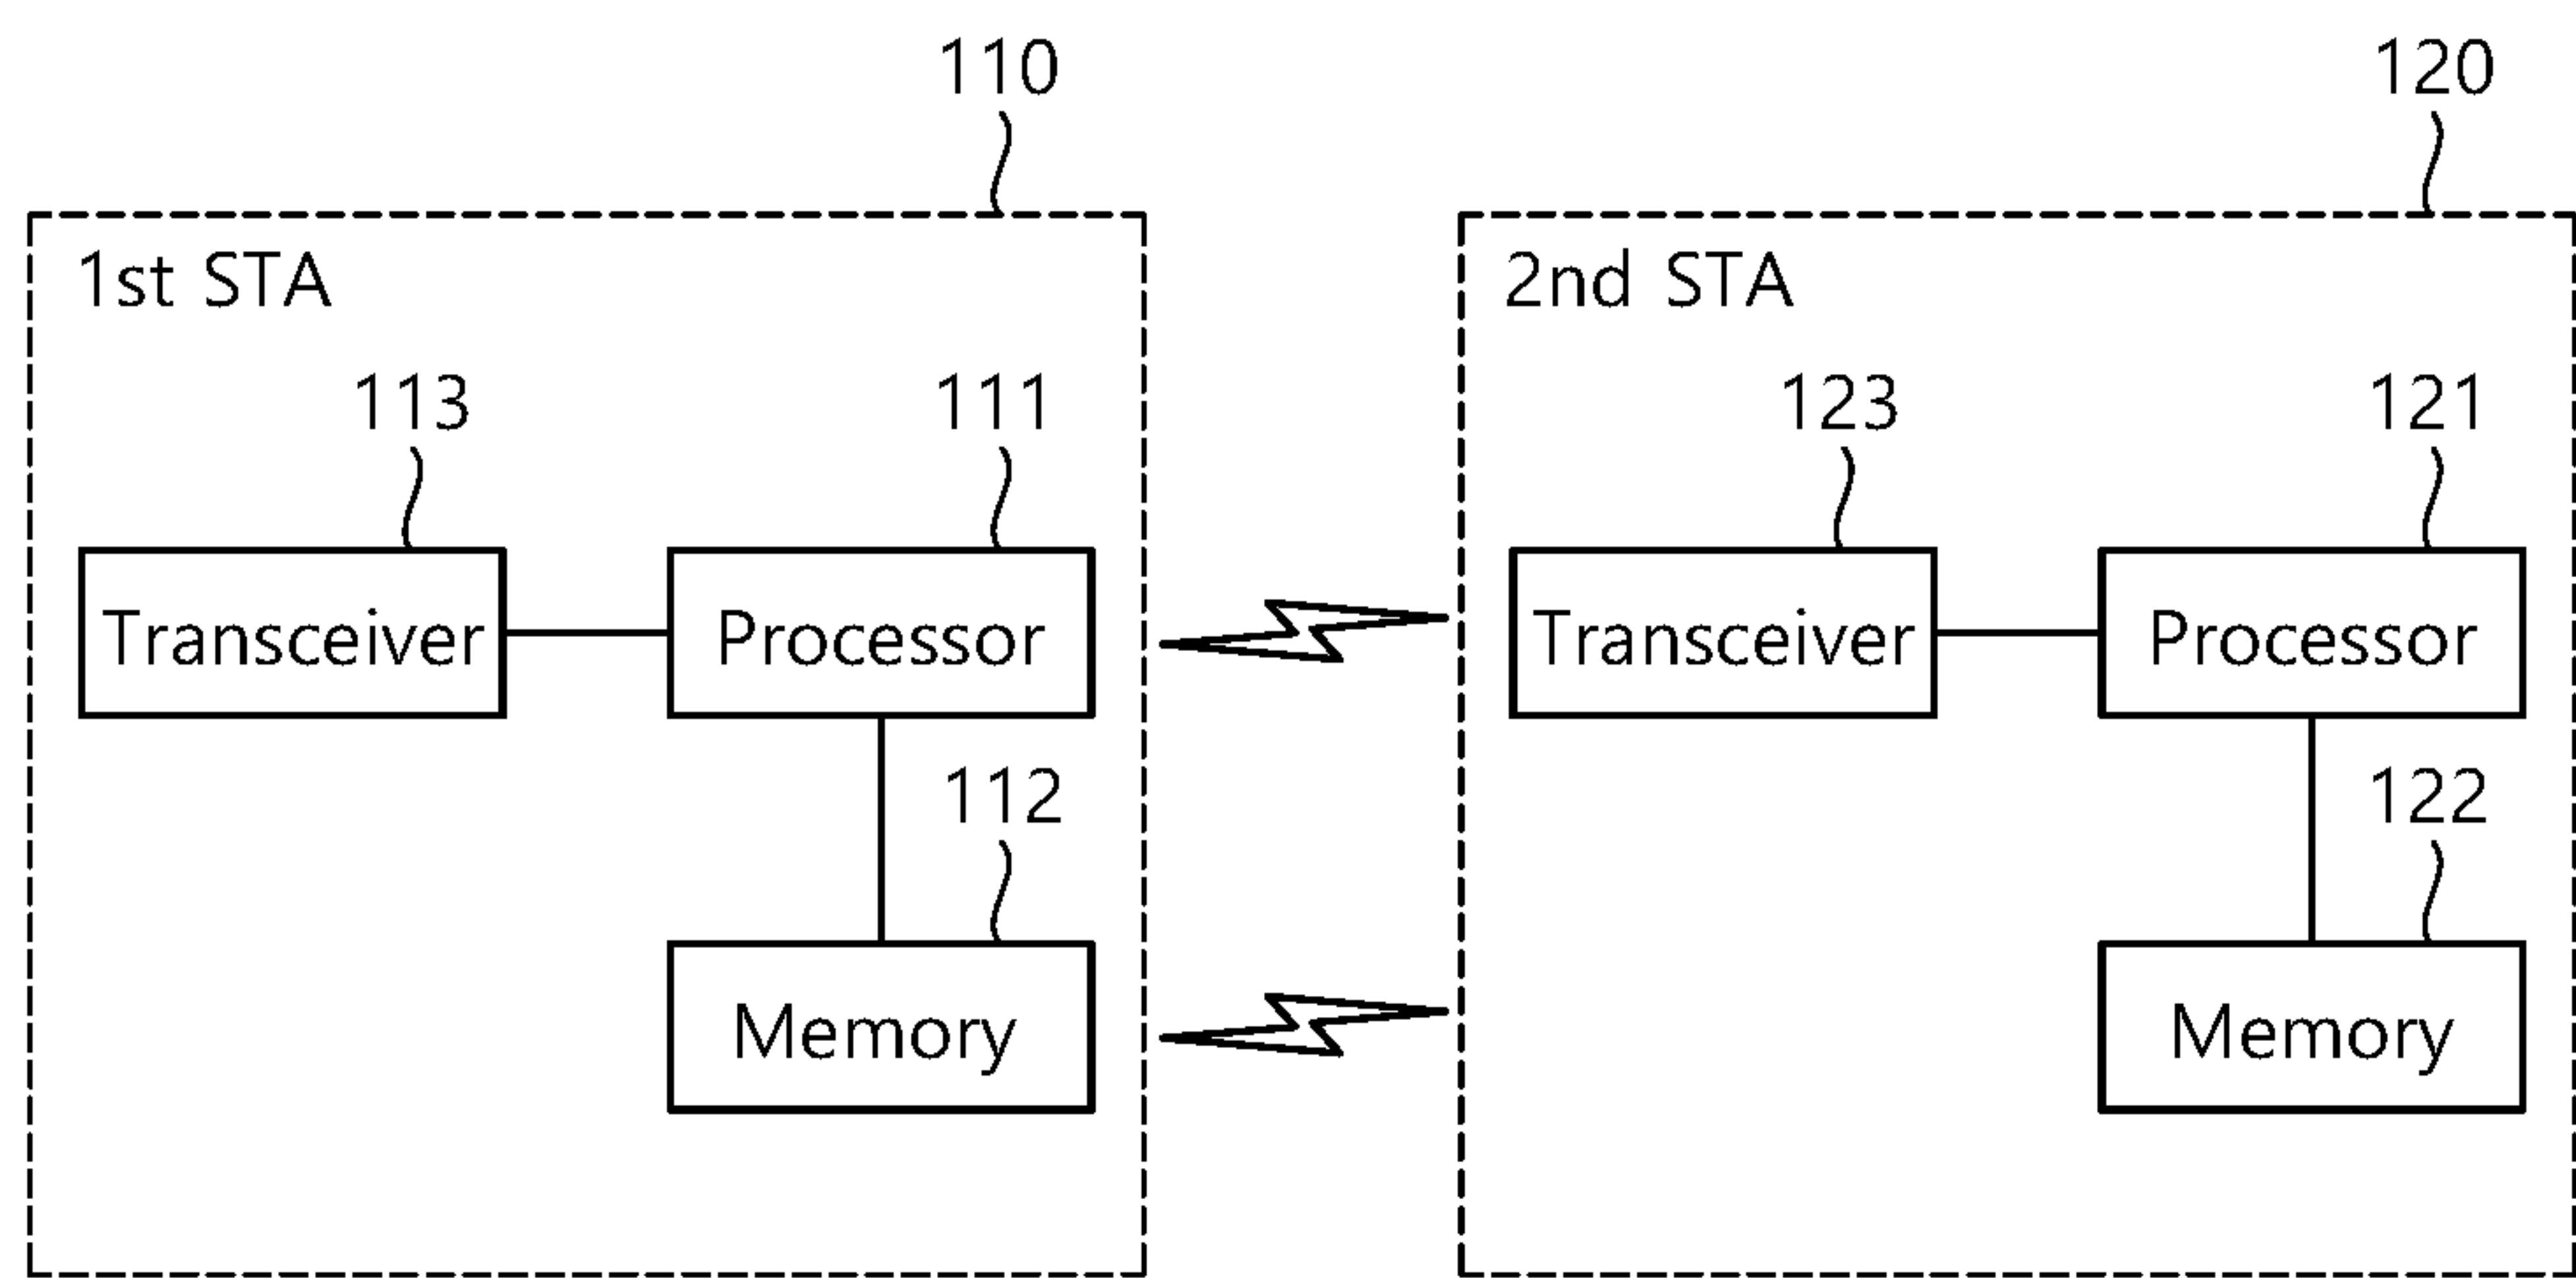 110
120
1st STA
2nd STA
113
111
123
121
Transceiver
Processor
Transceiver
Processor
112
122
Memory
Memory